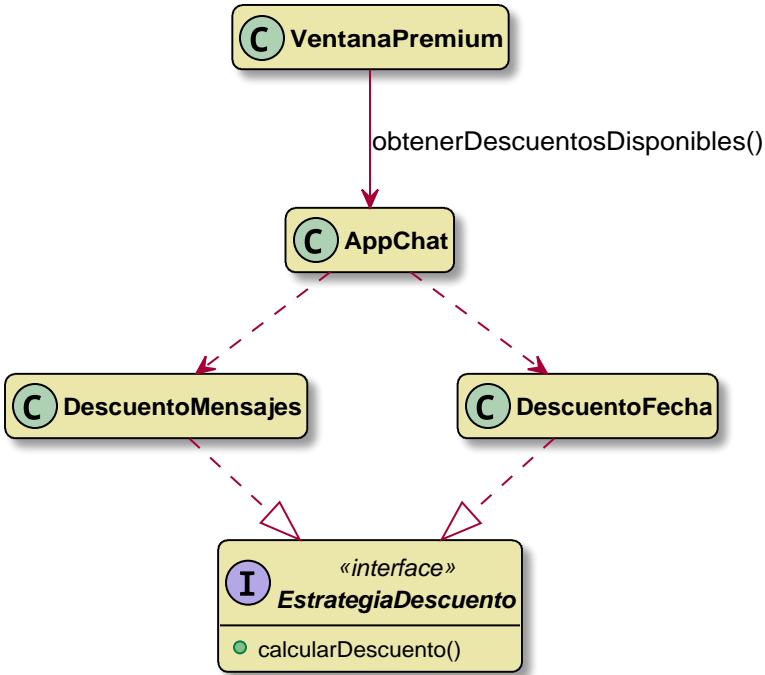 C VentanaPremium
obtenerDescuentosDisponibles()
C AppChat
C DescuentoMensajes
C DescuentoFecha
I «interface»
EstrategiaDescuento
calcularDescuento()